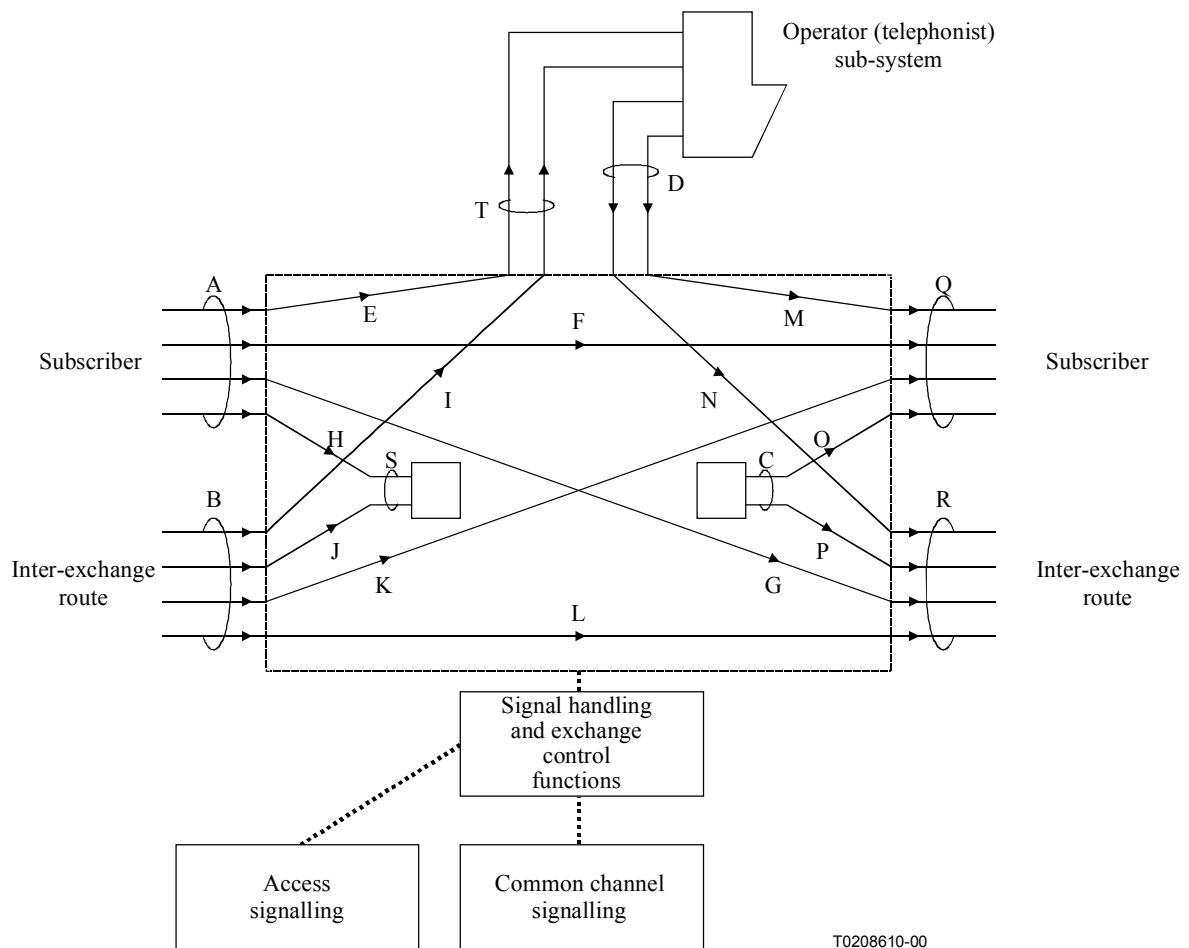 Operator (telephonist)
sub-system
T
D
A
E
F
M
Q
Subscriber
Subscriber
I
N
H
S
C
O
B
J
K
G
P
R
Inter-exchange
route
Inter-exchange
route
L
Signal handling
and exchange
control
functions
Access
signalling
Common channel
signalling
T0208610-00